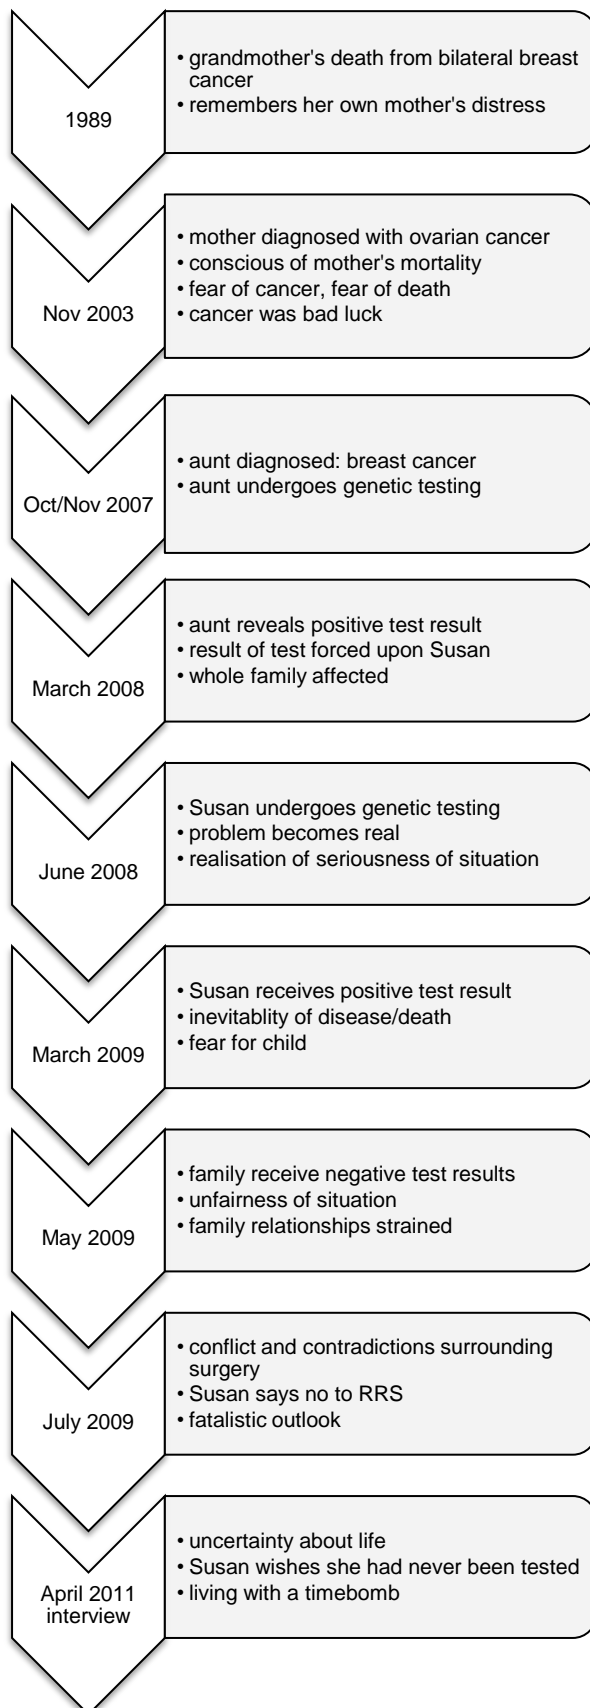 1989
• grandmother's death from bilateral breast
cancer
• remembers her own mother's distress
Nov 2003
• mother diagnosed with ovarian cancer
• conscious of mother's mortality
• fear of cancer, fear of death
• cancer was bad luck
Oct/Nov 2007
• aunt diagnosed: breast cancer
• aunt undergoes genetic testing
March 2008
• aunt reveals positive test result
• result of test forced upon Susan
• whole family affected
June 2008
• Susan undergoes genetic testing
• problem becomes real
• realisation of seriousness of situation
March 2009
• Susan receives positive test result
• inevitablity of disease/death
• fear for child
May 2009
• family receive negative test results
• unfairness of situation
• family relationships strained
July 2009
• conflict and contradictions surrounding
surgery
• Susan says no to RRS
• fatalistic outlook
April 2011
interview
• uncertainty about life
• Susan wishes she had never been tested
• living with a timebomb